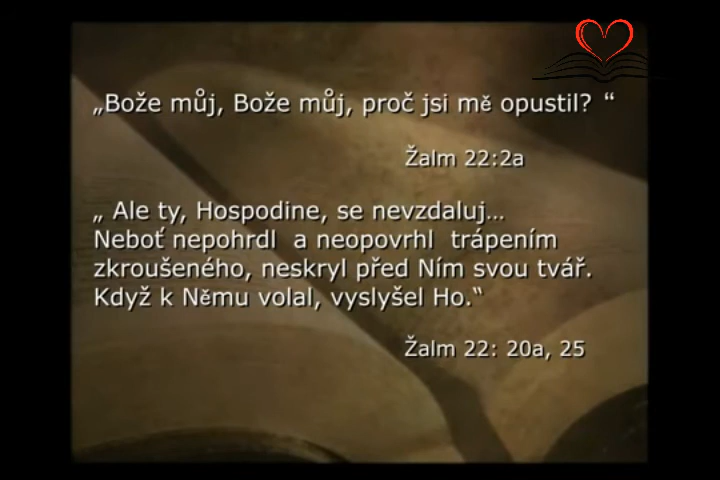 „Bože můj, Bože můj, proč jsi mě opustil? “
Žalm 22:2a
„ Ale ty, Hospodine, se nevzdaluj...
Neboť nepohrdl a neopovrhl trápením
zkroušeného, neskryl před Ním svou tvář.
Když k Němu volal, vyslyšel Ho.“
Žalm 22: 20a, 25